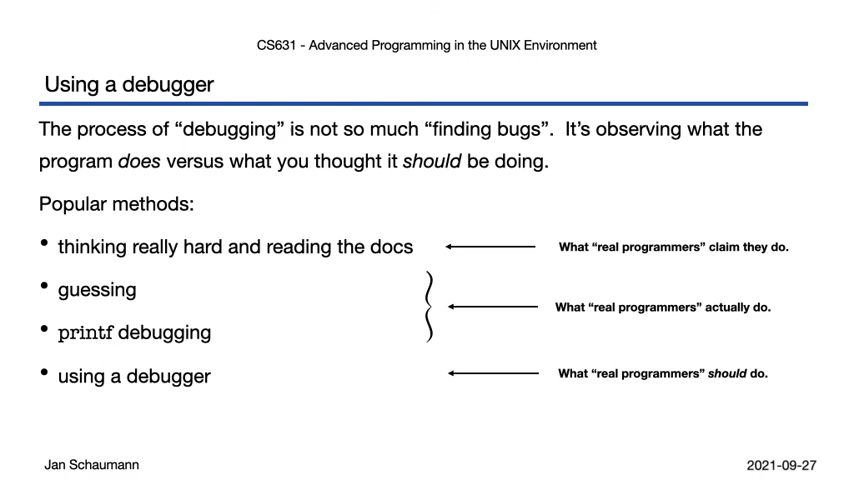 CS631 - Advanced Programming in the UNIX Environment
Using a debugger
The process of “debugging” is not so much “finding bugs”.  It’s observing what the
program does versus what you thought it should be doing.
Popular methods:
• thinking really hard and reading the docs
What “real programmers” claim they do.
• guessing
What “real programmers” actually do.
• printf debugging
• using a debugger
What “real programmers” should do.
Jan Schaumann
2021-09-27